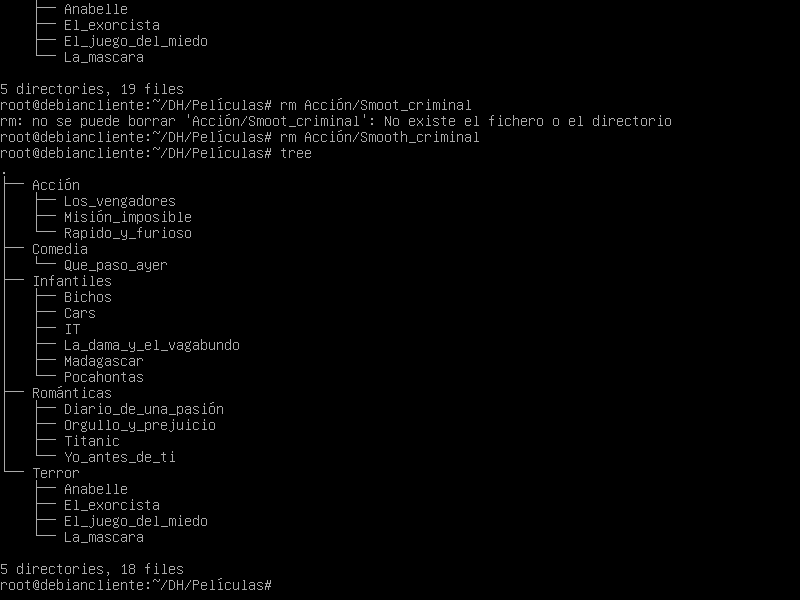 ├── Anabelle
├── El_exorcista
├── El_juego_del_miedo
└── La_mascara
5 directories, 19 files
root@debiancliente:~/DH/Películas# rm Acción/Smoot_criminal
rm: no se puede borrar 'Acción/Smoot_criminal': No existe el fichero o el directorio
root@debiancliente:~/DH/Películas# rm Acción/Smooth_criminal
root@debiancliente:~/DH/Películas# tree
.
├── Acción
│   ├── Los_vengadores
│   ├── Misión_imposible
│   └── Rapido_y_furioso
├── Comedia
│   └── Que_paso_ayer
├── Infantiles
│   ├── Bichos
│   ├── Cars
│   ├── IT
│   ├── La_dama_y_el_vagabundo
│   ├── Madagascar
│   └── Pocahontas
├── Románticas
│   ├── Diario_de_una_pasión
│   ├── Orgullo_y_prejuicio
│   ├── Titanic
│   └── Yo_antes_de_ti
└── Terror
    ├── Anabelle
    ├── El_exorcista
    ├── El_juego_del_miedo
    └── La_mascara
5 directories, 18 files
root@debiancliente:~/DH/Películas#